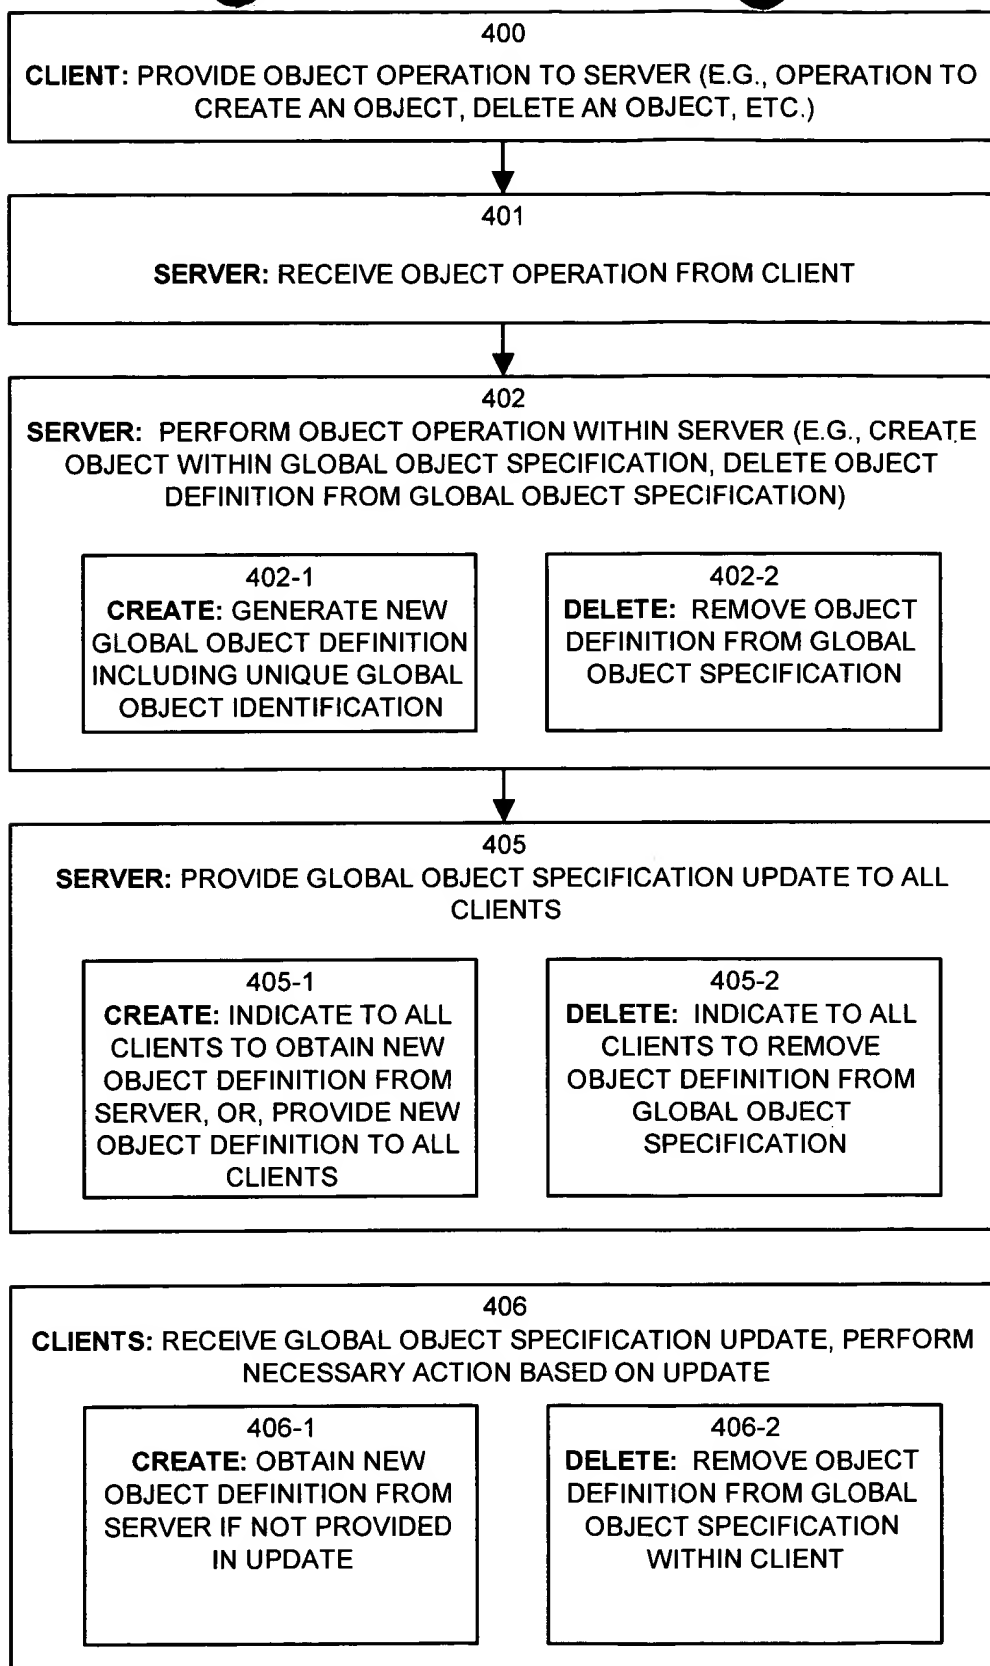 400
CLIENT: PROVIDE OBJECT OPERATION TO SERVER (E.G., OPERATION TO
CREATE AN OBJECT, DELETE AN OBJECT, ETC.)
401
SERVER: RECEIVE OBJECT OPERATION FROM CLIENT
402
SERVER: PERFORM OBJECT OPERATION WITHIN SERVER (E.G., CREATE
OBJECT WITHIN GLOBAL OBJECT SPECIFICATION, DELETE OBJECT
DEFINITION FROM GLOBAL OBJECT SPECIFICATION)
402-1
CREATE: GENERATE NEW
GLOBAL OBJECT DEFINITION
INCLUDING UNIQUE GLOBAL
OBJECT IDENTIFICATION
402-2
DELETE: REMOVE OBJECT
DEFINITION FROM GLOBAL
OBJECT SPECIFICATION
405
SERVER: PROVIDE GLOBAL OBJECT SPECIFICATION UPDATE TO ALL
CLIENTS
405-1
CREATE: INDICATE TO ALL
CLIENTS TO OBTAIN NEW
OBJECT DEFINITION FROM
SERVER, OR, PROVIDE NEW
OBJECT DEFINITION TO ALL
CLIENTS
405-2
DELETE: INDICATE TO ALL
CLIENTS TO REMOVE
OBJECT DEFINITION FROM
GLOBAL OBJECT
SPECIFICATION
406
CLIENTS: RECEIVE GLOBAL OBJECT SPECIFICATION UPDATE, PERFORM
NECESSARY ACTION BASED ON UPDATE
406-1
CREATE: OBTAIN NEW
OBJECT DEFINITION FROM
SERVER IF NOT PROVIDED
IN UPDATE
406-2
DELETE: REMOVE OBJECT
DEFINITION FROM GLOBAL
OBJECT SPECIFICATION
WITHIN CLIENT